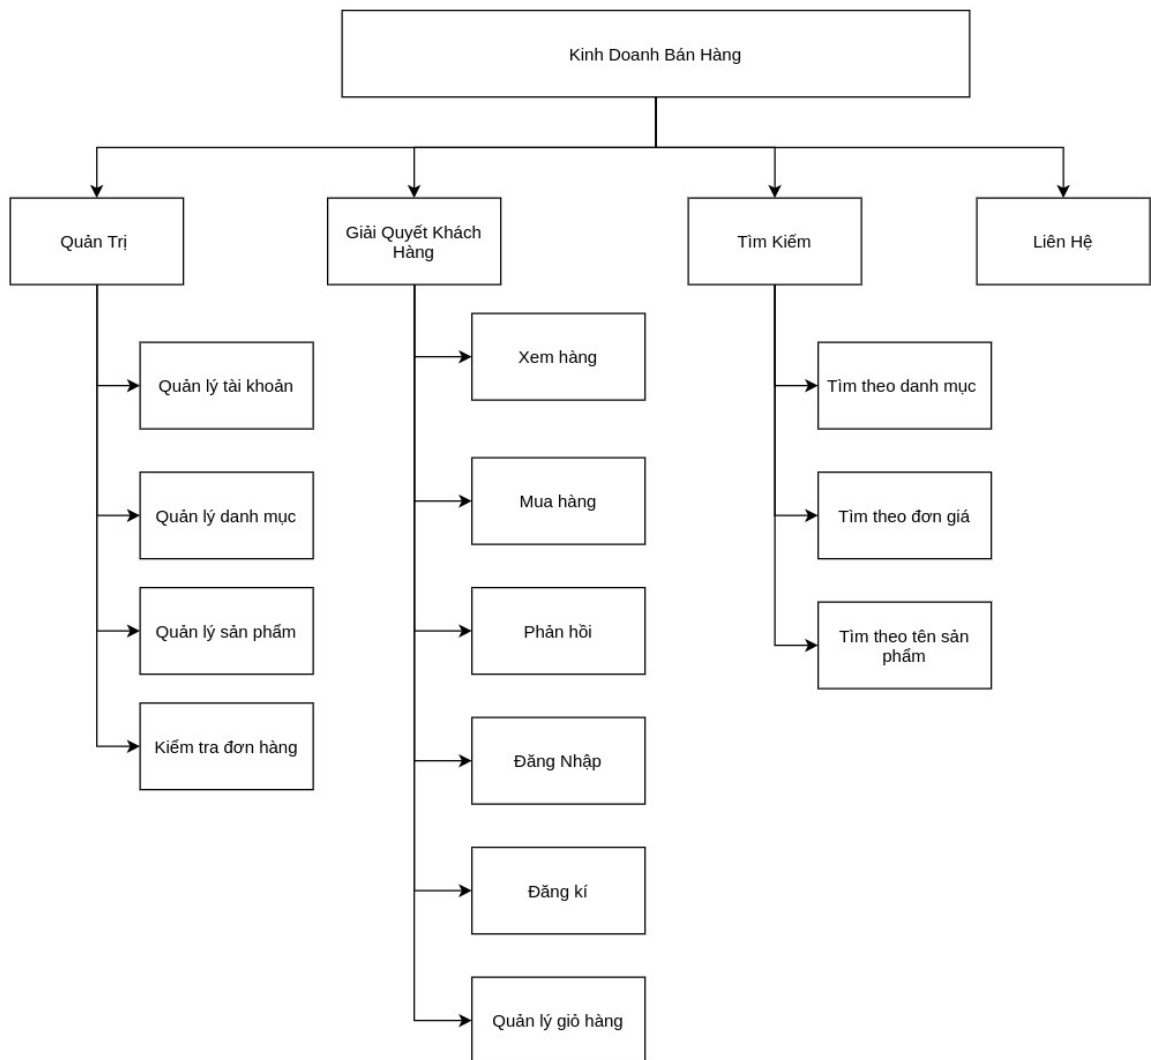 Kinh Doanh Bán Hàng
Quản Trị
Giải Quyết Khách
Hàng
Tìm Kiếm
Liên Hệ
Quản lý tài khoản
Quản lý danh mục
Quản lý sản phẩm
Kiểm tra đơn hàng
Xem hàng
Mua hàng
Phản hồi
Đăng Nhập
Đăng kí
Quản lý giỏ hàng
Tìm theo danh mục
Tìm theo đơn giá
Tìm theo tên sản
phẩm